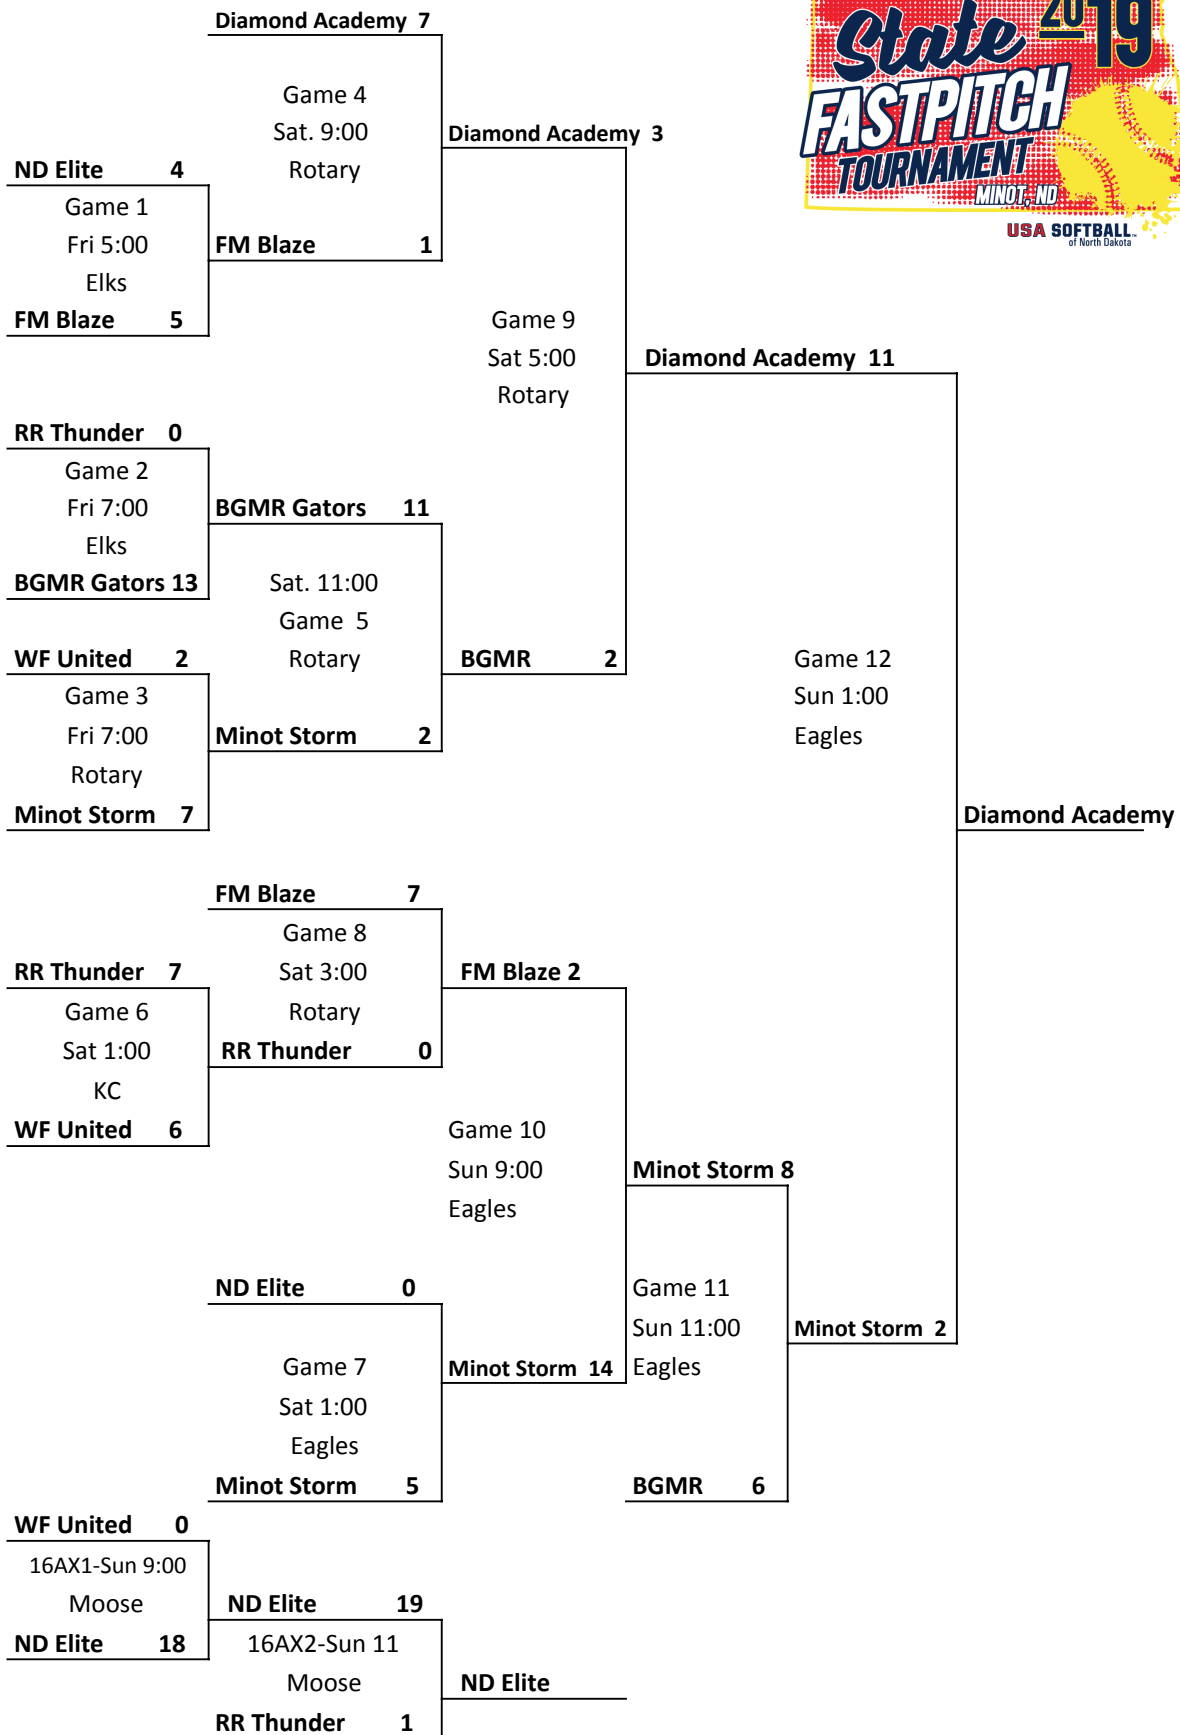 Diamond Academy 7
State 2019
FASTPITCH
TOURNAMENT
MINOT, ND
USA SOFTBALL
of North Dakota
Game 4
Sat. 9:00
Rotary
Diamond Academy 3
ND Elite 4
Game 1
Fri 5:00
Elks
FM Blaze 1
FM Blaze 5
Game 9
Sat 5:00
Rotary
Diamond Academy 11
RR Thunder 0
Game 2
Fri 7:00
Elks
BGMR Gators 11
BGMR Gators 13
Sat. 11:00
Game 5
Rotary
WF United 2
BGMR 2
Game 12
Sun 1:00
Eagles
Game 3
Fri 7:00
Rotary
Minot Storm 2
Minot Storm 7
Diamond Academy
FM Blaze 7
Game 8
Sat 3:00
Rotary
RR Thunder 7
FM Blaze 2
Game 6
Sat 1:00
KC
RR Thunder 0
WF United 6
Game 10
Sun 9:00
Eagles
Minot Storm 8
ND Elite 0
Game 11
Sun 11:00
Eagles
Minot Storm 2
Game 7
Sat 1:00
Eagles
Minot Storm 14
Minot Storm 5
BGMR 6
WF United 0
16AX1-Sun 9:00
Moose
ND Elite 19
ND Elite 18
16AX2-Sun 11
Moose
ND Elite
RR Thunder 1